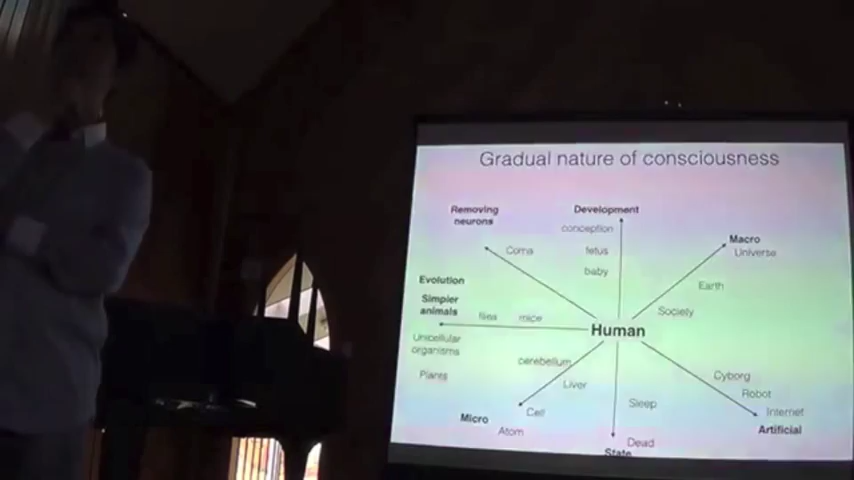 Gradual nature of consciousness
Removing
neurons
Coma
Development
conception
fetus
baby
Macro
Universe
Earth
Society
Evolution
Simpler
animals
flies
mice
Human
Unicellular
organisms
Plants
cerebellum
Liver
Cell
Micro
Atom
Sleep
Dead
State
Cyborg
Robot
Internet
Artificial